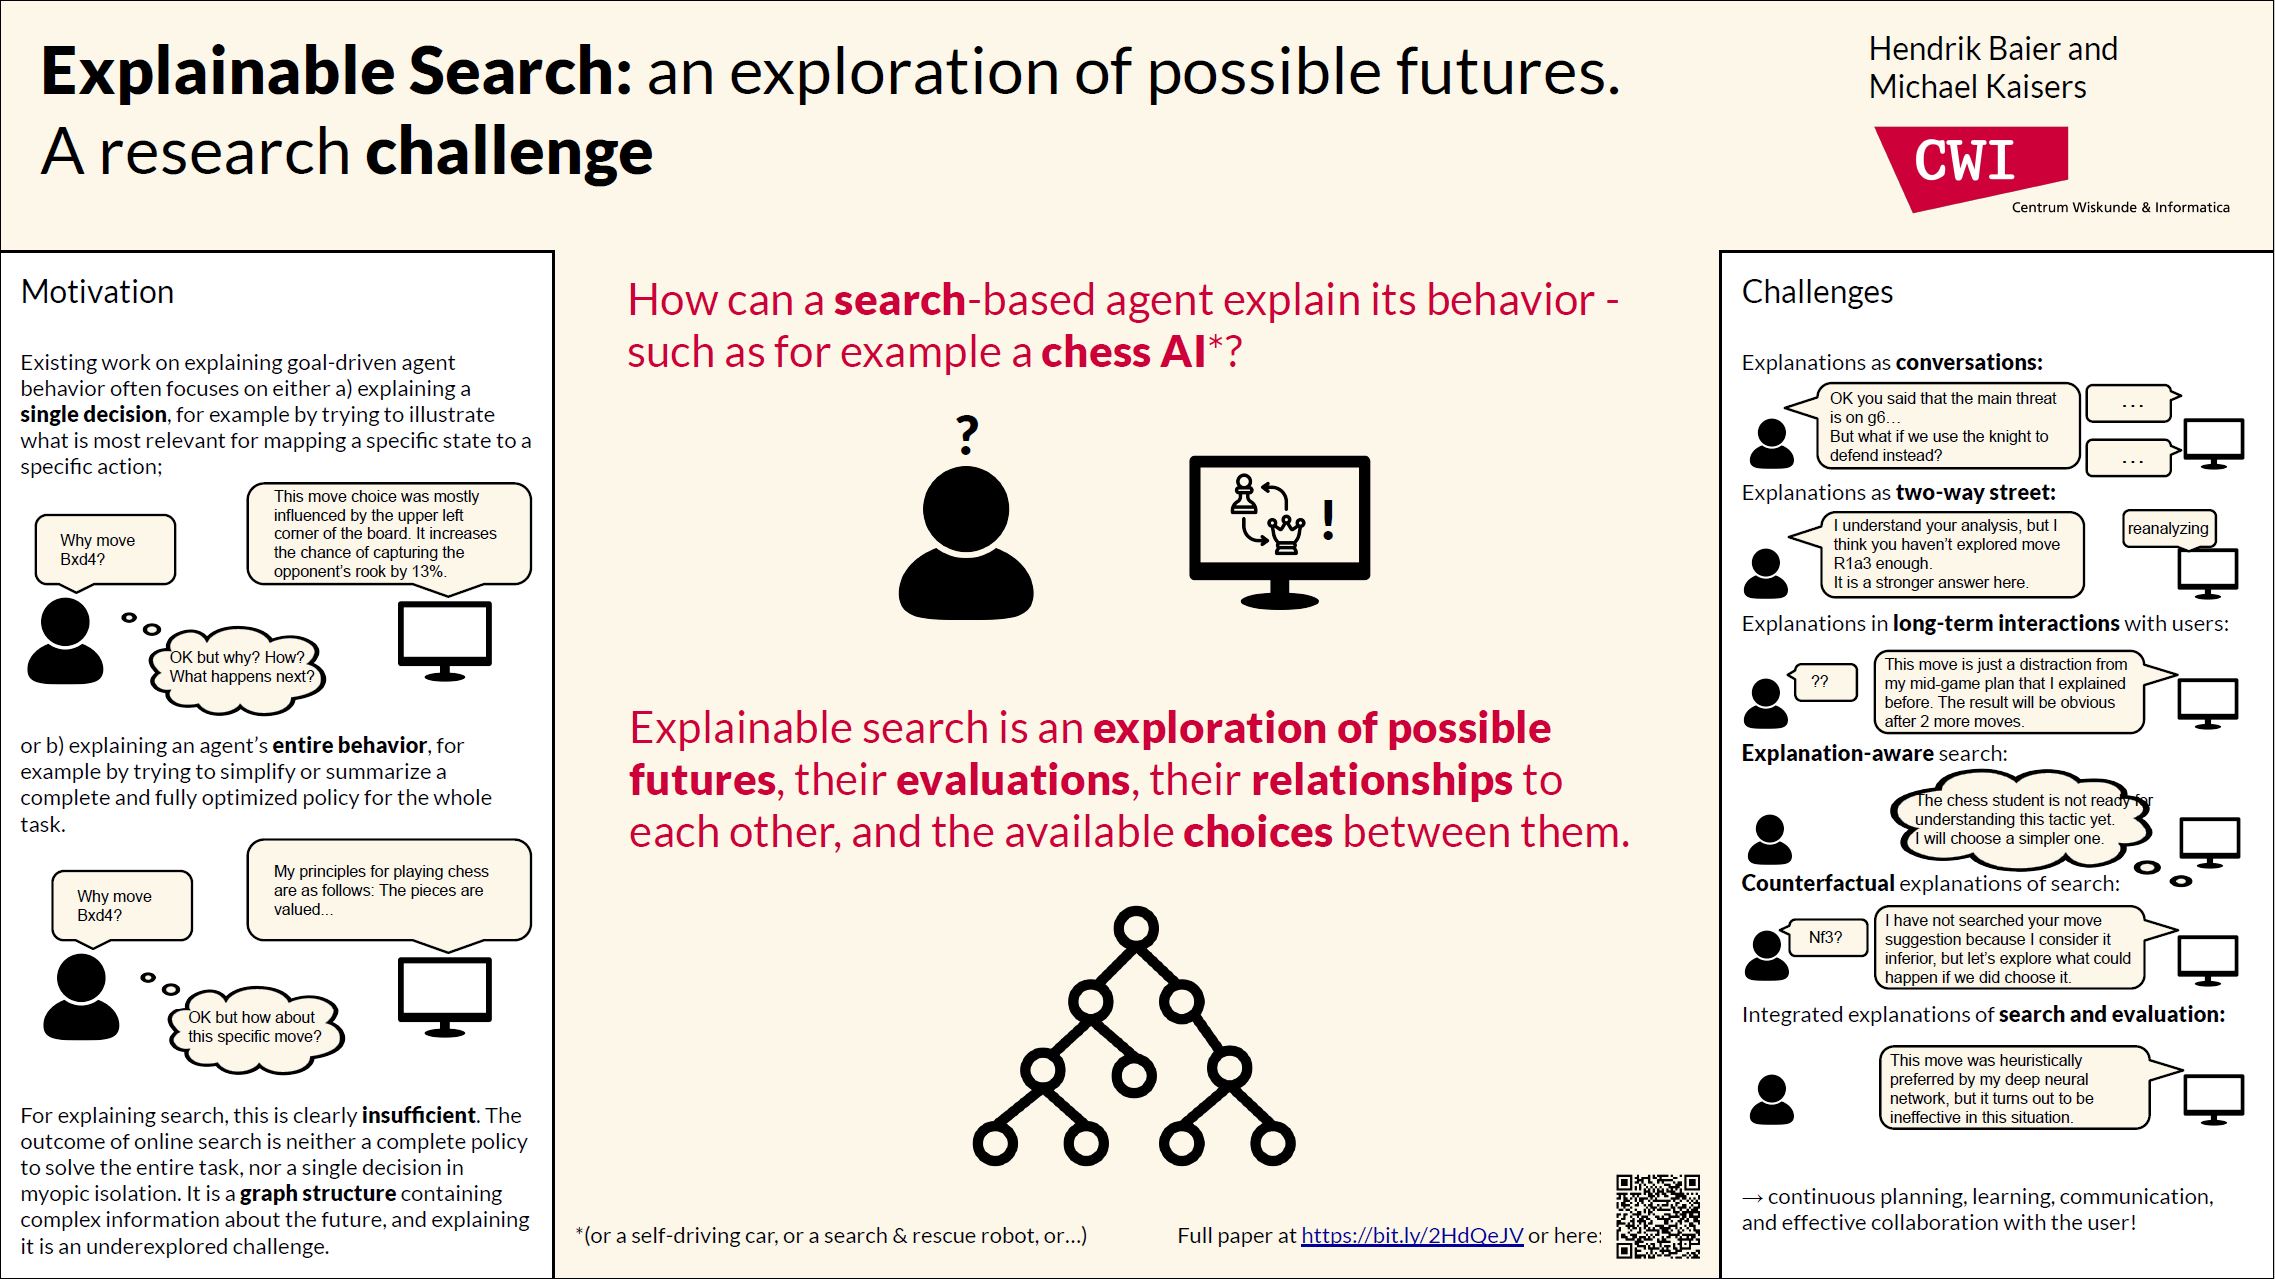 Explainable Search: an exploration of possible futures.
A research challenge
Hendrik Baier and
Michael Kaisers
CWI
Centrum Wiskunde & Informatica
Motivation
Existing work on explaining goal-driven agent
behavior often focuses on either a) explaining a
single decision, for example by trying to illustrate
what is most relevant for mapping a specific state to a
specific action;
Why move
Bxd4?
This move choice was mostly
influenced by the upper left
corner of the board. It increases
the chance of capturing the
opponent's rook by 13%.
OK but why? How?
What happens next?
or b) explaining an agent's entire behavior, for
example by trying to simplify or summarize a
complete and fully optimized policy for the whole
task.
Why move
Bxd4?
My principles for playing chess
are as follows: The pieces are
valued...
OK but how about
this specific move?
For explaining search, this is clearly insufficient. The
outcome of online search is neither a complete policy
to solve the entire task, nor a single decision in
myopic isolation. It is a graph structure containing
complex information about the future, and explaining
it is an underexplored challenge.
How can a search-based agent explain its behavior -
such as for example a chess AI*?
?
!
Explainable search is an exploration of possible
futures, their evaluations, their relationships to
each other, and the available choices between them.
*(or a self-driving car, or a search & rescue robot, or...)
Full paper at https://bit.ly/2HdQeJV or here:
Challenges
Explanations as conversations:
OK you said that the main threat
is on g6...
But what if we use the knight to
defend instead?
...
...
Explanations as two-way street:
I understand your analysis, but I
think you haven't explored move
R1a3 enough.
It is a stronger answer here.
reanalyzing
Explanations in long-term interactions with users:
??
This move is just a distraction from
my mid-game plan that I explained
before. The result will be obvious
after 2 more moves.
Explanation-aware search:
The chess student is not ready for
understanding this tactic yet.
I will choose a simpler one.
Counterfactual explanations of search:
Nf3?
I have not searched your move
suggestion because I consider it
inferior, but let's explore what could
happen if we did choose it.
Integrated explanations of search and evaluation:
This move was heuristically
preferred by my deep neural
network, but it turns out to be
ineffective in this situation.
→ continuous planning, learning, communication,
and effective collaboration with the user!